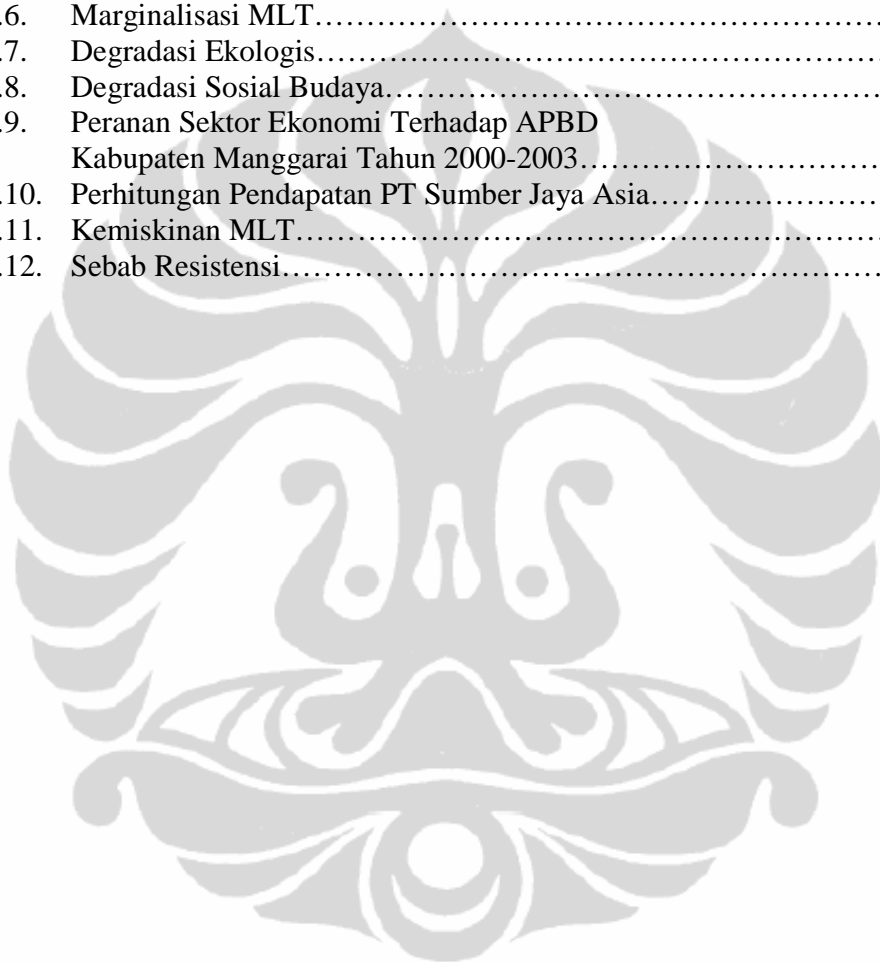 .6. Marginalisasi MLT……………………………………………………
.7. Degradasi Ekologis…………………………………………………
.8. Degradasi Sosial Budaya……………………………………………
.9. Peranan Sektor Ekonomi Terhadap APBD
Kabupaten Manggarai Tahun 2000-2003…………………………
.10. Perhitungan Pendapatan PT Sumber Jaya Asia……………………
.11. Kemiskinan MLT……………………………………………………
.12. Sebab Resistensi……………………………………………………